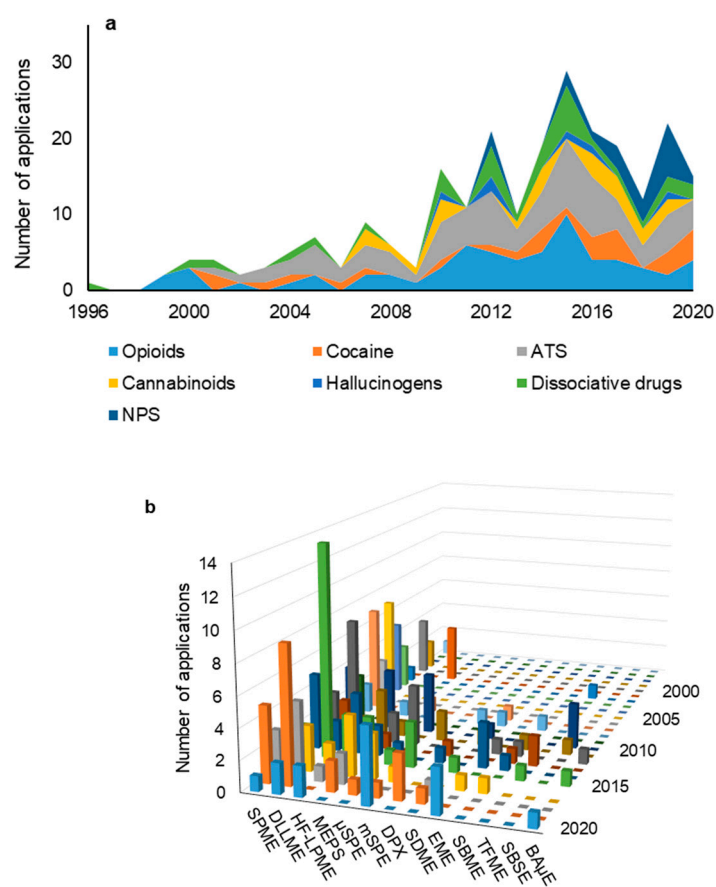 a
Number of applications
30
20
10
0
1996 2000 2004 2008 2012 2016 2020
Opioids Cocaine ATS
Cannabinoids Hallucinogens Dissociative drugs
NPS
b
Number of applications
14
12
10
8
6
4
2
0
SPME
DLLME
HF-LPME
MEPS
µSPE
mSPE
DPX
SDME
EME
SBME
TFME
SBSE
BAµE
2000
2005
2010
2015
2020